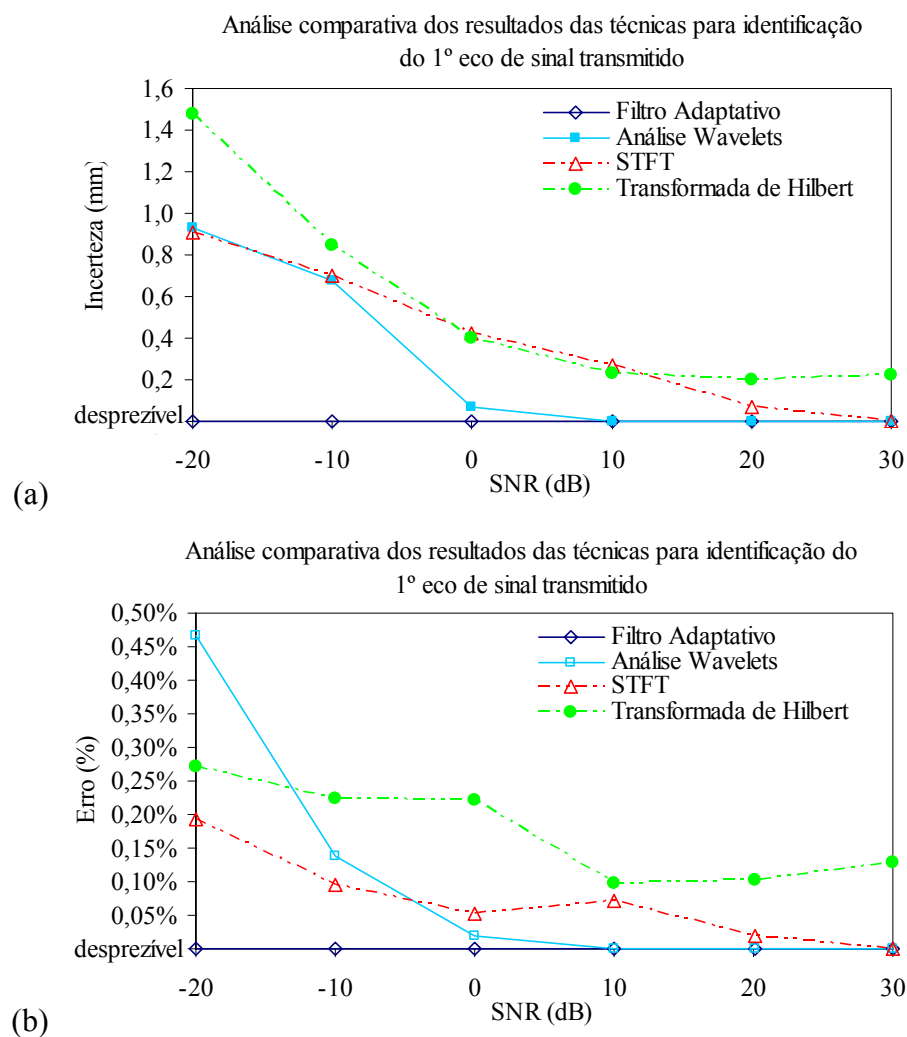 Análise comparativa dos resultados das técnicas para identificação
do 1º eco de sinal transmitido
1,6
1,4
1,2
1,0
0,8
0,6
0,4
0,2
desprezível
Incerteza (mm)
Filtro Adaptativo
Análise Wavelets
STFT
Transformada de Hilbert
-20 -10 0 10 20 30
SNR (dB)
(a)
Análise comparativa dos resultados das técnicas para identificação do
1º eco de sinal transmitido
0,50%
0,45%
0,40%
0,35%
0,30%
0,25%
0,20%
0,15%
0,10%
0,05%
desprezível
Erro (%)
Filtro Adaptativo
Análise Wavelets
STFT
Transformada de Hilbert
-20 -10 0 10 20 30
SNR (dB)
(b)